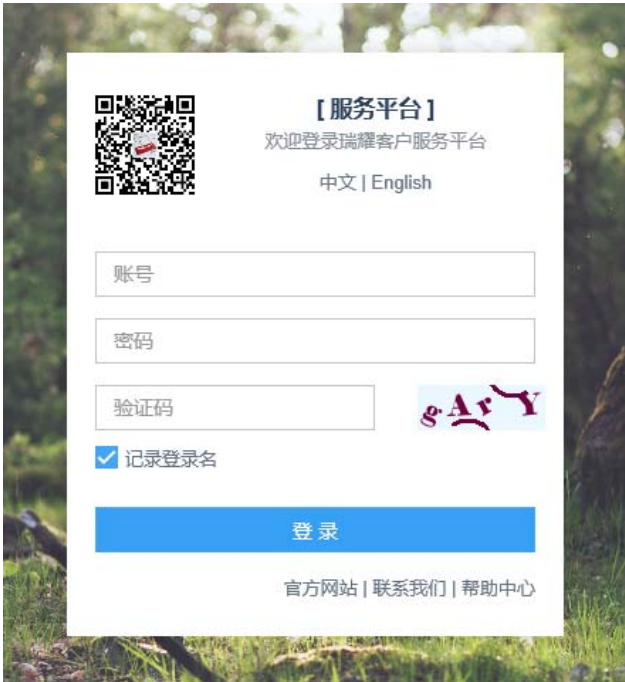 [ 服务平台 ]
欢迎登录瑞耀客户服务平台
中文 | English
账号
密码
验证码
gArY
记录登录名
登 录
官方网站 | 联系我们 | 帮助中心